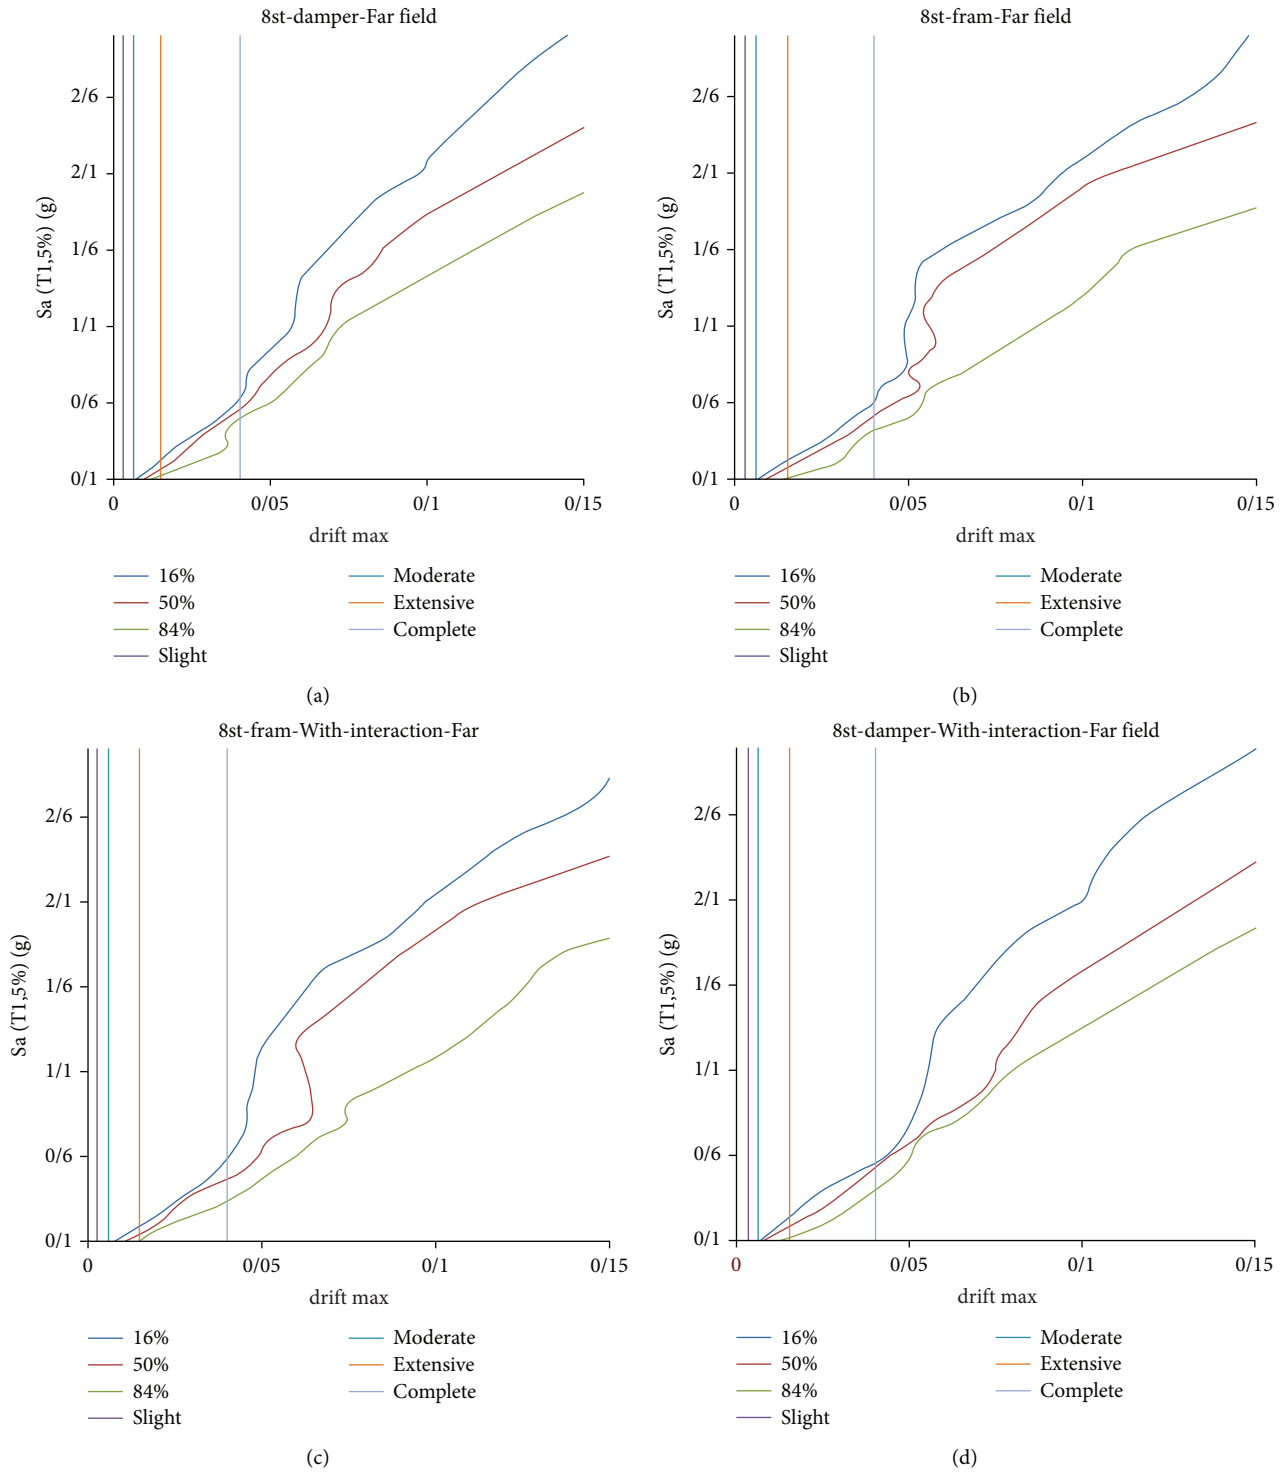 8st-damper-Far field
Sa (T1,5%) (g)
2/6
2/1
1/6
1/1
0/6
0/1
0
0/05
0/1
0/15
drift max
16%
50%
84%
Slight
Moderate
Extensive
Complete
(a)
8st-fram-Far field
Sa (T1,5%) (g)
2/6
2/1
1/6
1/1
0/6
0/1
0
0/05
0/1
0/15
drift max
16%
50%
84%
Slight
Moderate
Extensive
Complete
(b)
8st-fram-With-interaction-Far
Sa (T1,5%) (g)
2/6
2/1
1/6
1/1
0/6
0/1
0
0/05
0/1
0/15
drift max
16%
50%
84%
Slight
Moderate
Extensive
Complete
(c)
8st-damper-With-interaction-Far field
Sa (T1,5%) (g)
2/6
2/1
1/6
1/1
0/6
0/1
0
0/05
0/1
0/15
drift max
16%
50%
84%
Slight
Moderate
Extensive
Complete
(d)